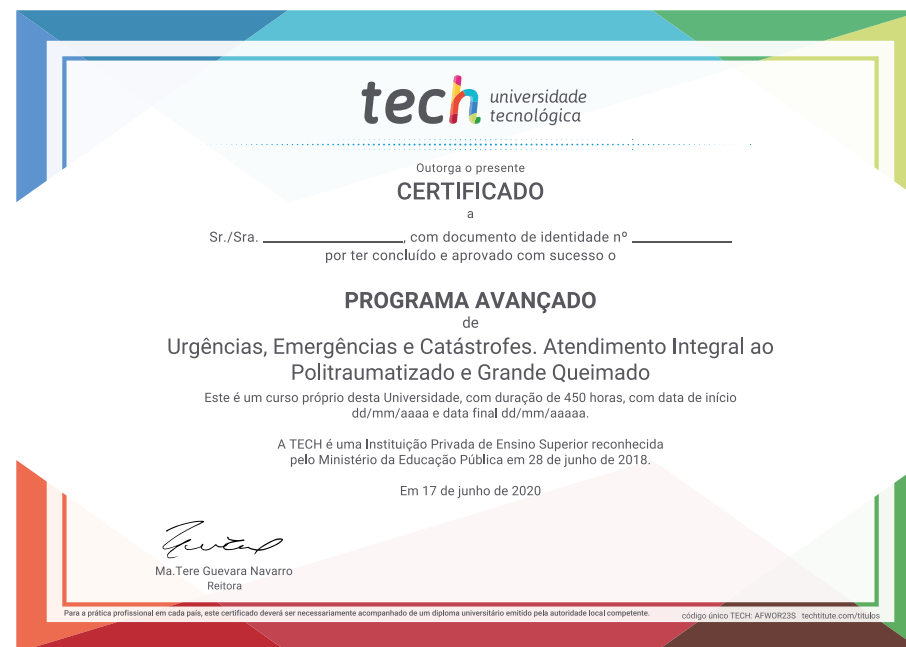 tech universidade
tecnológica
Outorga o presente
CERTIFICADO
a
Sr./Sra. ____________________, com documento de identidade nº ______________
por ter concluído e aprovado com sucesso o
PROGRAMA AVANÇADO
de
Urgências, Emergências e Catástrofes. Atendimento Integral ao
Politraumatizado e Grande Queimado
Este é um curso próprio desta Universidade, com duração de 450 horas, com data de início
dd/mm/aaaa e data final dd/mm/aaaaa.
A TECH é uma Instituição Privada de Ensino Superior reconhecida
pelo Ministério da Educação Pública em 28 de junho de 2018.
Em 17 de junho de 2020
Ma.Tere Guevara Navarro
Reitora
Para a prática profissional em cada país, este certificado deverá ser necessariamente acompanhado de um diploma universitário emitido pela autoridade local competente.
código único TECH: AFWOR23S techtitute.com/titulos